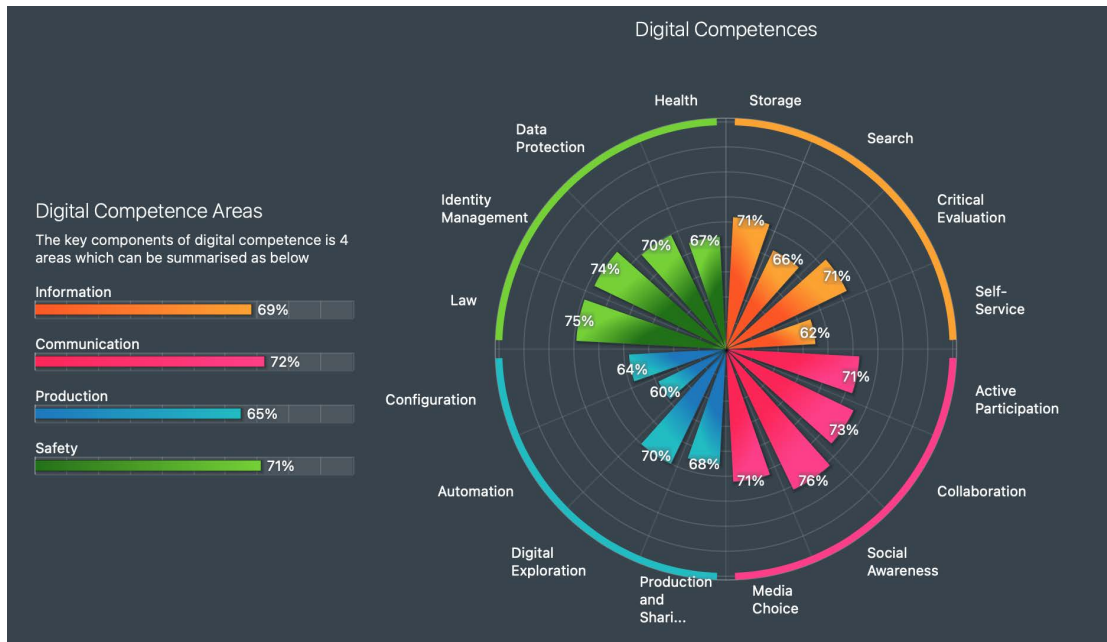 Digital Competences
Health
Storage
Data
Protection
Search
Identity
Management
Critical
Evaluation
Law
Self-
Service
Configuration
Active
Participation
Automation
Collaboration
Digital
Exploration
Social
Awareness
Production
and
Shari...
Media
Choice
71%
66%
71%
62%
71%
73%
76%
71%
68%
70%
60%
64%
75%
74%
70%
67%
Digital Competence Areas
The key components of digital competence is 4
areas which can be summarised as below
Information
69%
Communication
72%
Production
65%
Safety
71%